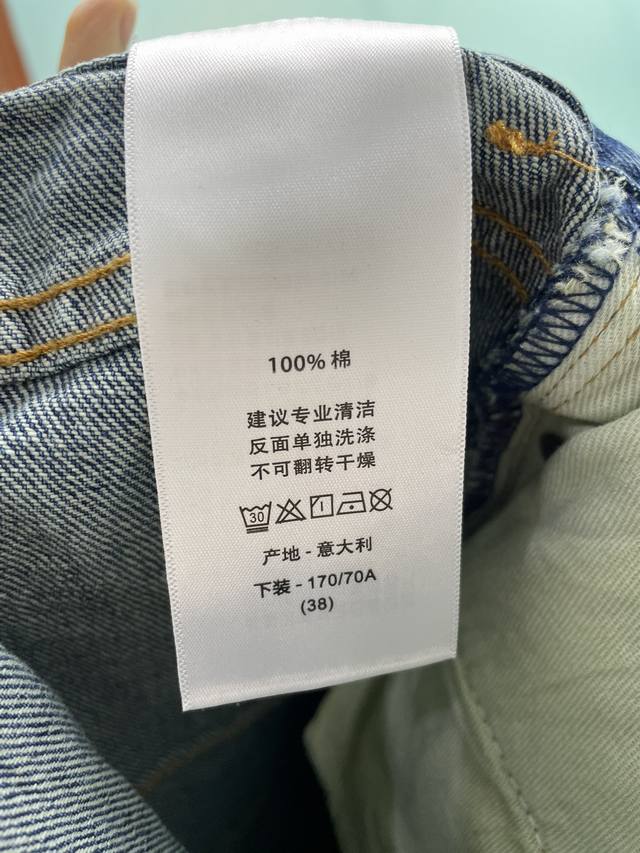 100% 棉
建议专业清洁
反面单独洗涤
不可翻转干燥
30
产地 - 意大利
下装 - 170/70A
(38)